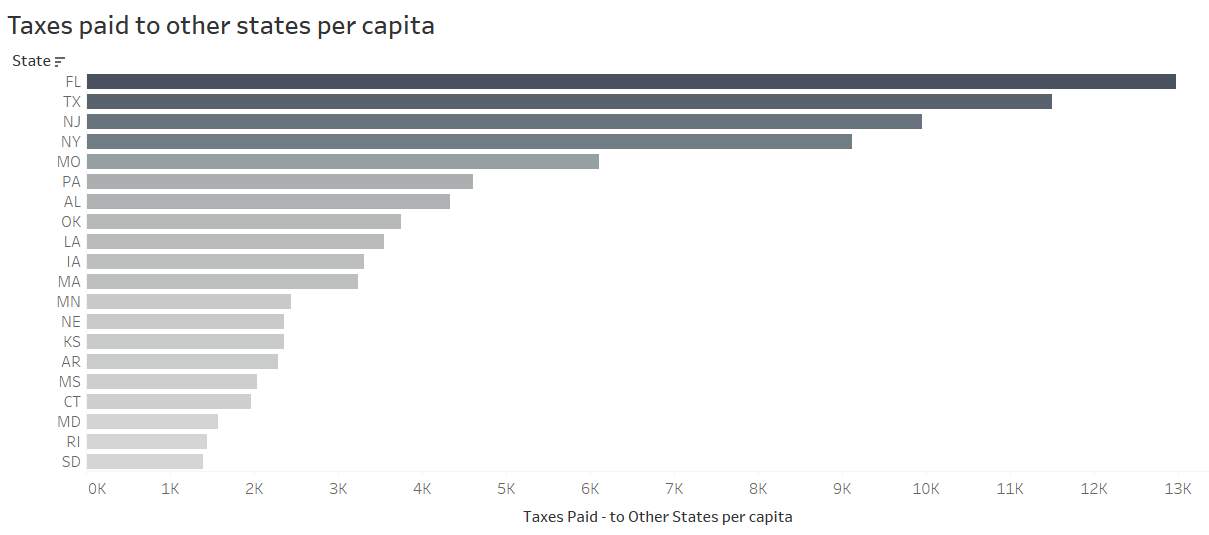 Taxes paid to other states per capita
State
FL
TX
NJ
NY
MO
PA
AL
OK
LA
IA
MA
MN
NE
KS
AR
MS
CT
MD
RI
SD
0K 1K 2K 3K 4K 5K 6K 7K 8K 9K 10K 11K 12K 13K
Taxes Paid - to Other States per capita